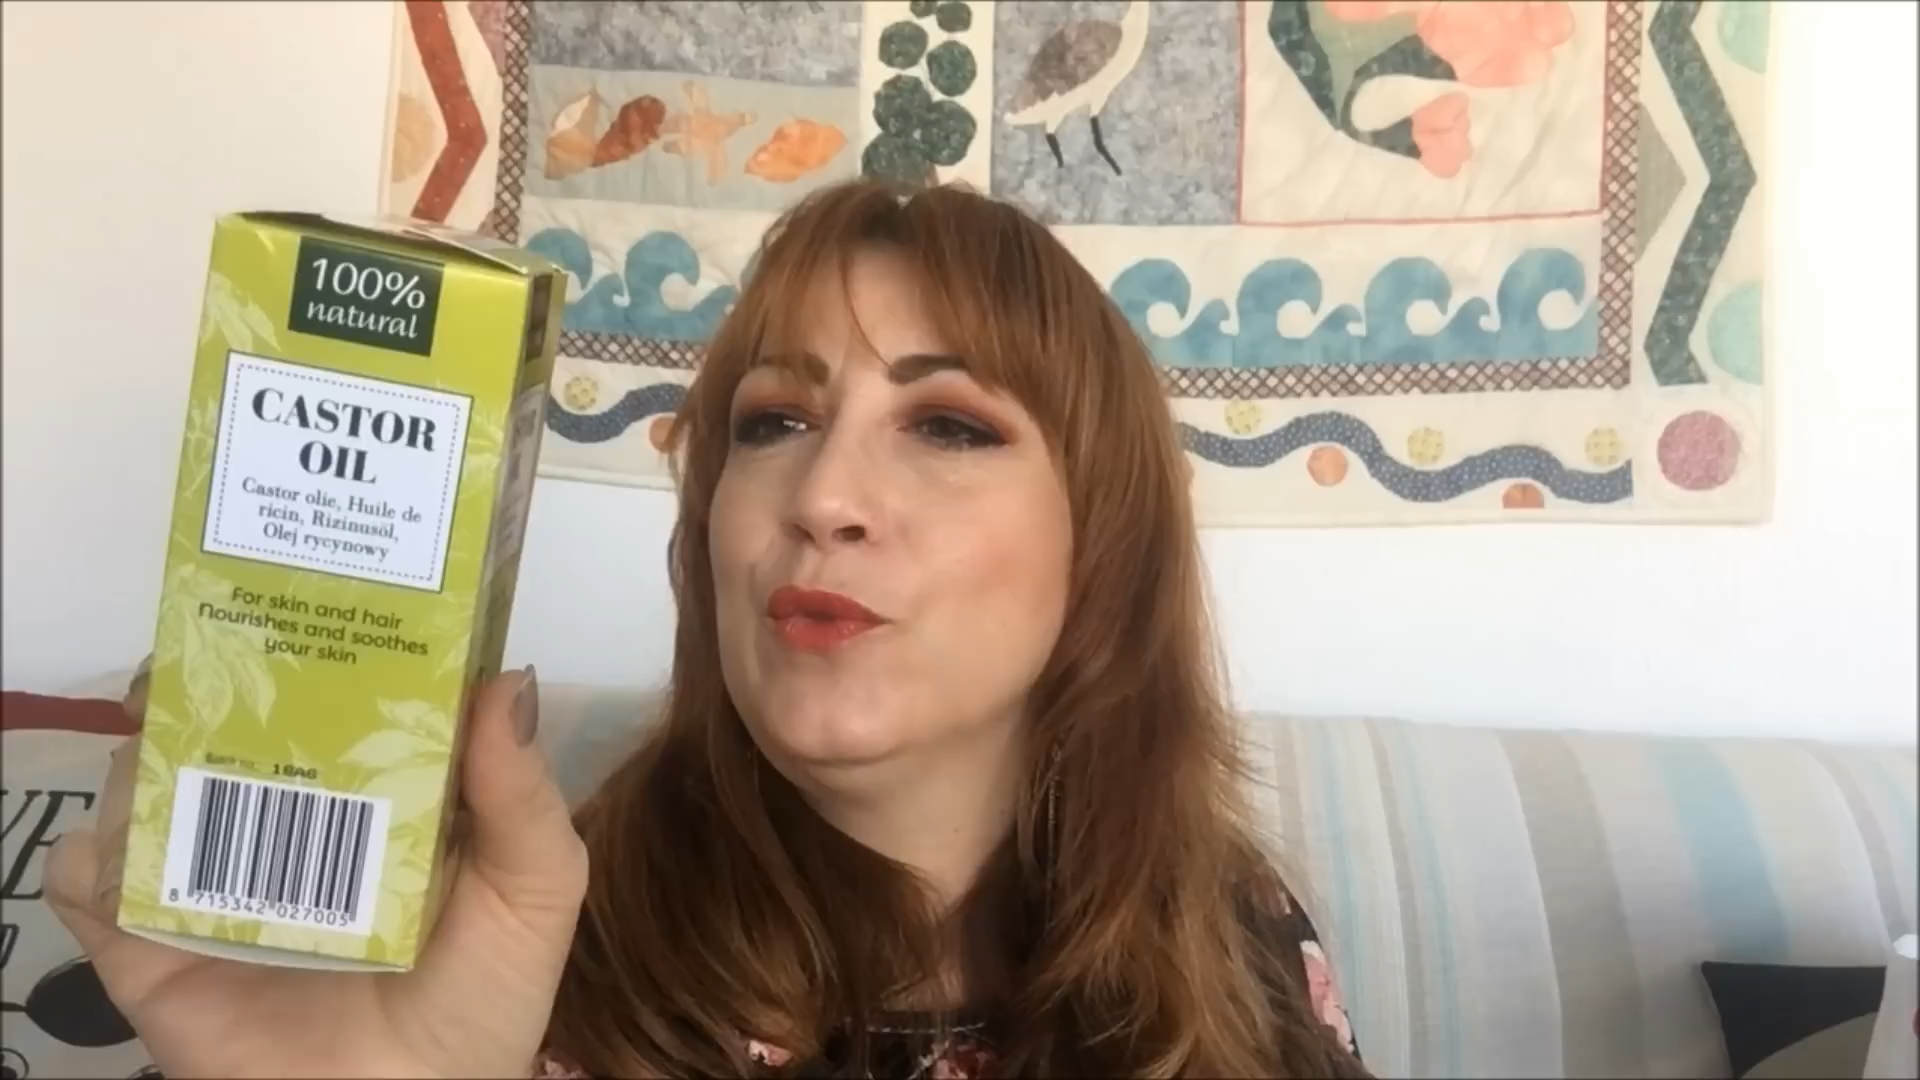 100%
natural
CASTOR
OIL
Castor olie, Huile de
ricin, Rizinusöl,
Olej rycynowy
For skin and hair
Nourishes and soothes
your skin
18A8
8 715342 027005